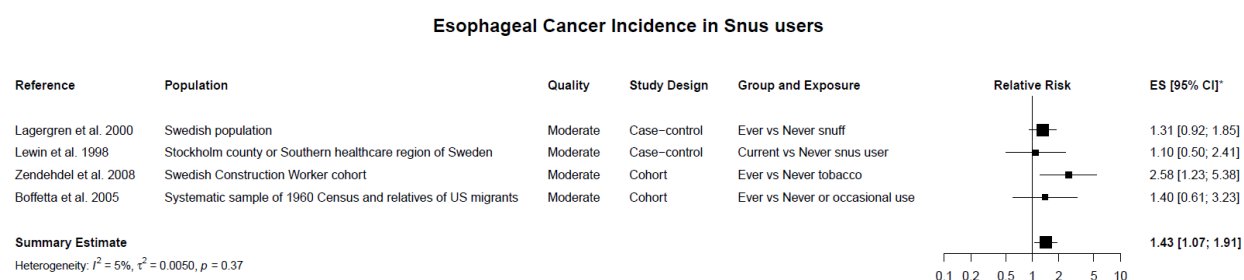 Esophageal Cancer Incidence in Snus users
Reference Population Quality Study Design Group and Exposure Relative Risk ES [95% CI]*
Lagergren et al. 2000 Swedish population Moderate Case−control Ever vs Never snuff 1.31 [0.92; 1.85]
Lewin et al. 1998 Stockholm county or Southern healthcare region of Sweden Moderate Case−control Current vs Never snus user 1.10 [0.50; 2.41]
Zendehdel et al. 2008 Swedish Construction Worker cohort Moderate Cohort Ever vs Never tobacco 2.58 [1.23; 5.38]
Boffetta et al. 2005 Systematic sample of 1960 Census and relatives of US migrants Moderate Cohort Ever vs Never or occasional use 1.40 [0.61; 3.23]
Summary Estimate 1.43 [1.07; 1.91]
Heterogeneity: I² = 5%, τ² = 0.0050, p = 0.37
0.1 0.2 0.5 1 2 5 10